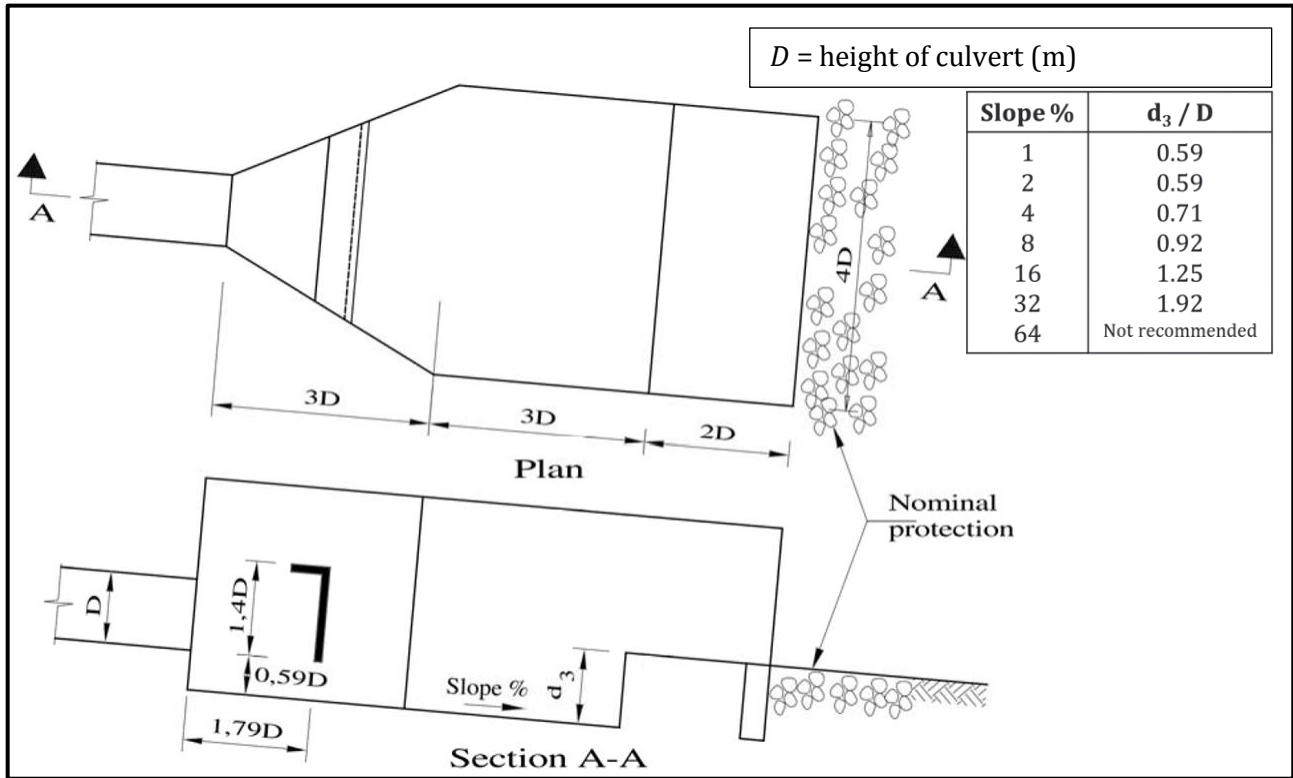 D = height of culvert (m)
Slope % d₃ / D
1 0.59
2 0.59
4 0.71
8 0.92
16 1.25
32 1.92
64 Not recommended
A
4D
A
3D
3D
2D
Plan
Nominal
protection
D
1,4D
0,59D
Slope %
d₃
1,79D
Section A-A